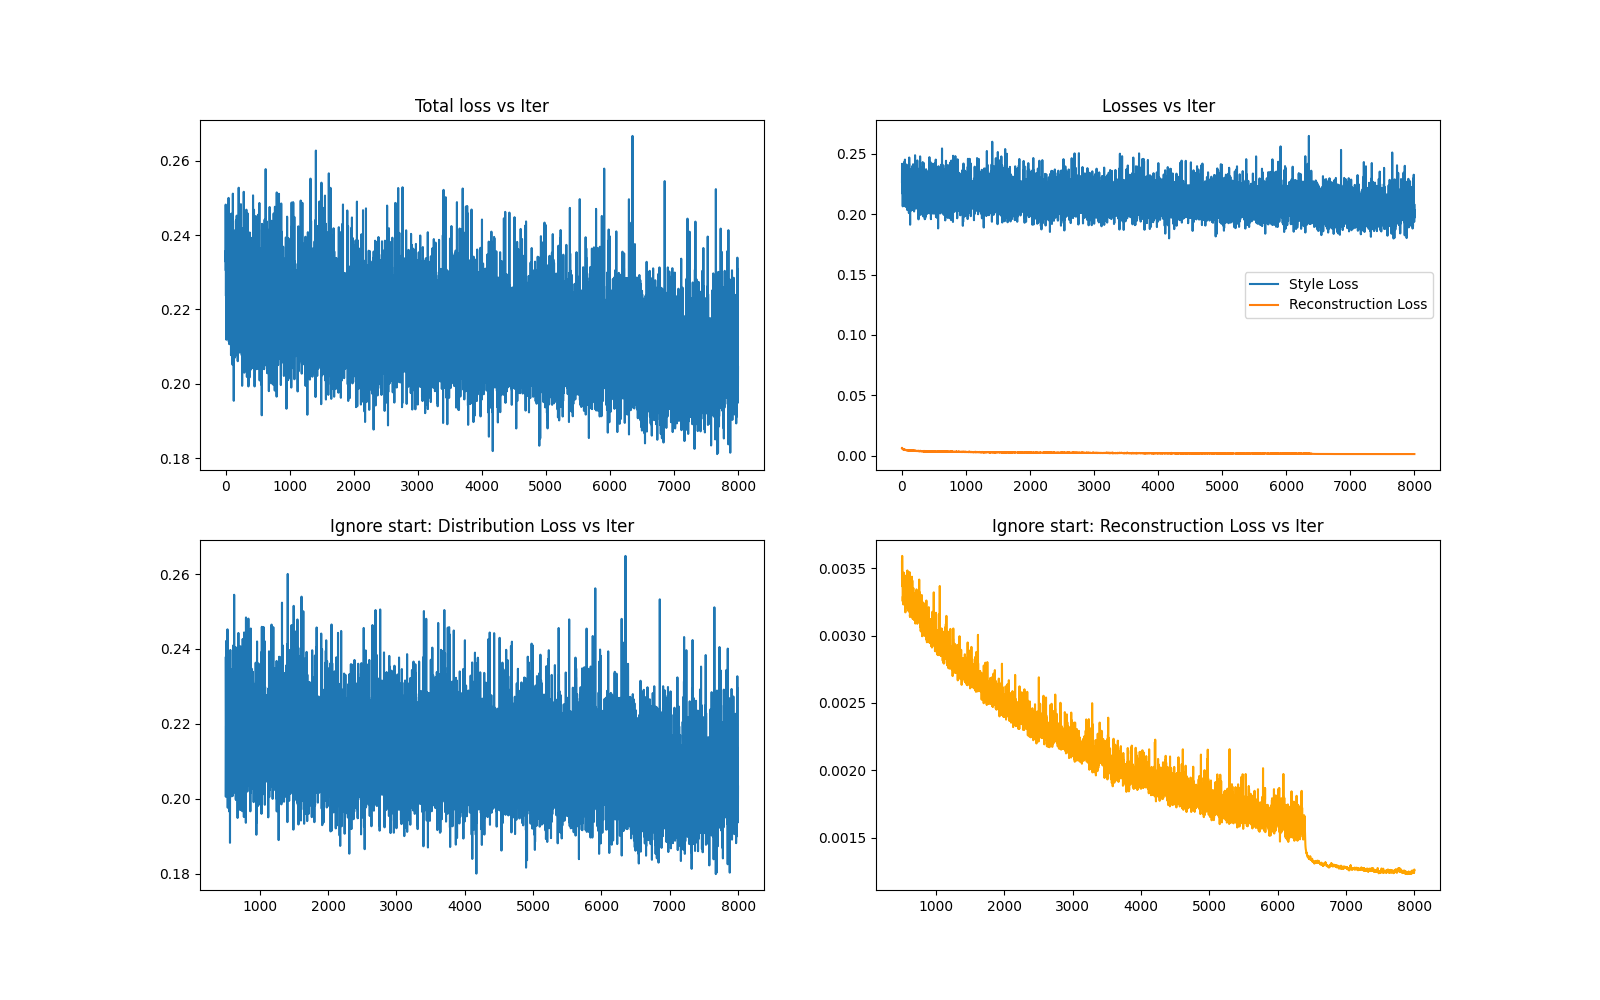 Total loss vs Iter
0.26
0.24
0.22
0.20
0.18
0 1000 2000 3000 4000 5000 6000 7000 8000
Losses vs Iter
0.25
0.20
0.15
0.10
0.05
0.00
Style Loss
Reconstruction Loss
0 1000 2000 3000 4000 5000 6000 7000 8000
Ignore start: Distribution Loss vs Iter
0.26
0.24
0.22
0.20
0.18
1000 2000 3000 4000 5000 6000 7000 8000
Ignore start: Reconstruction Loss vs Iter
0.0035
0.0030
0.0025
0.0020
0.0015
1000 2000 3000 4000 5000 6000 7000 8000